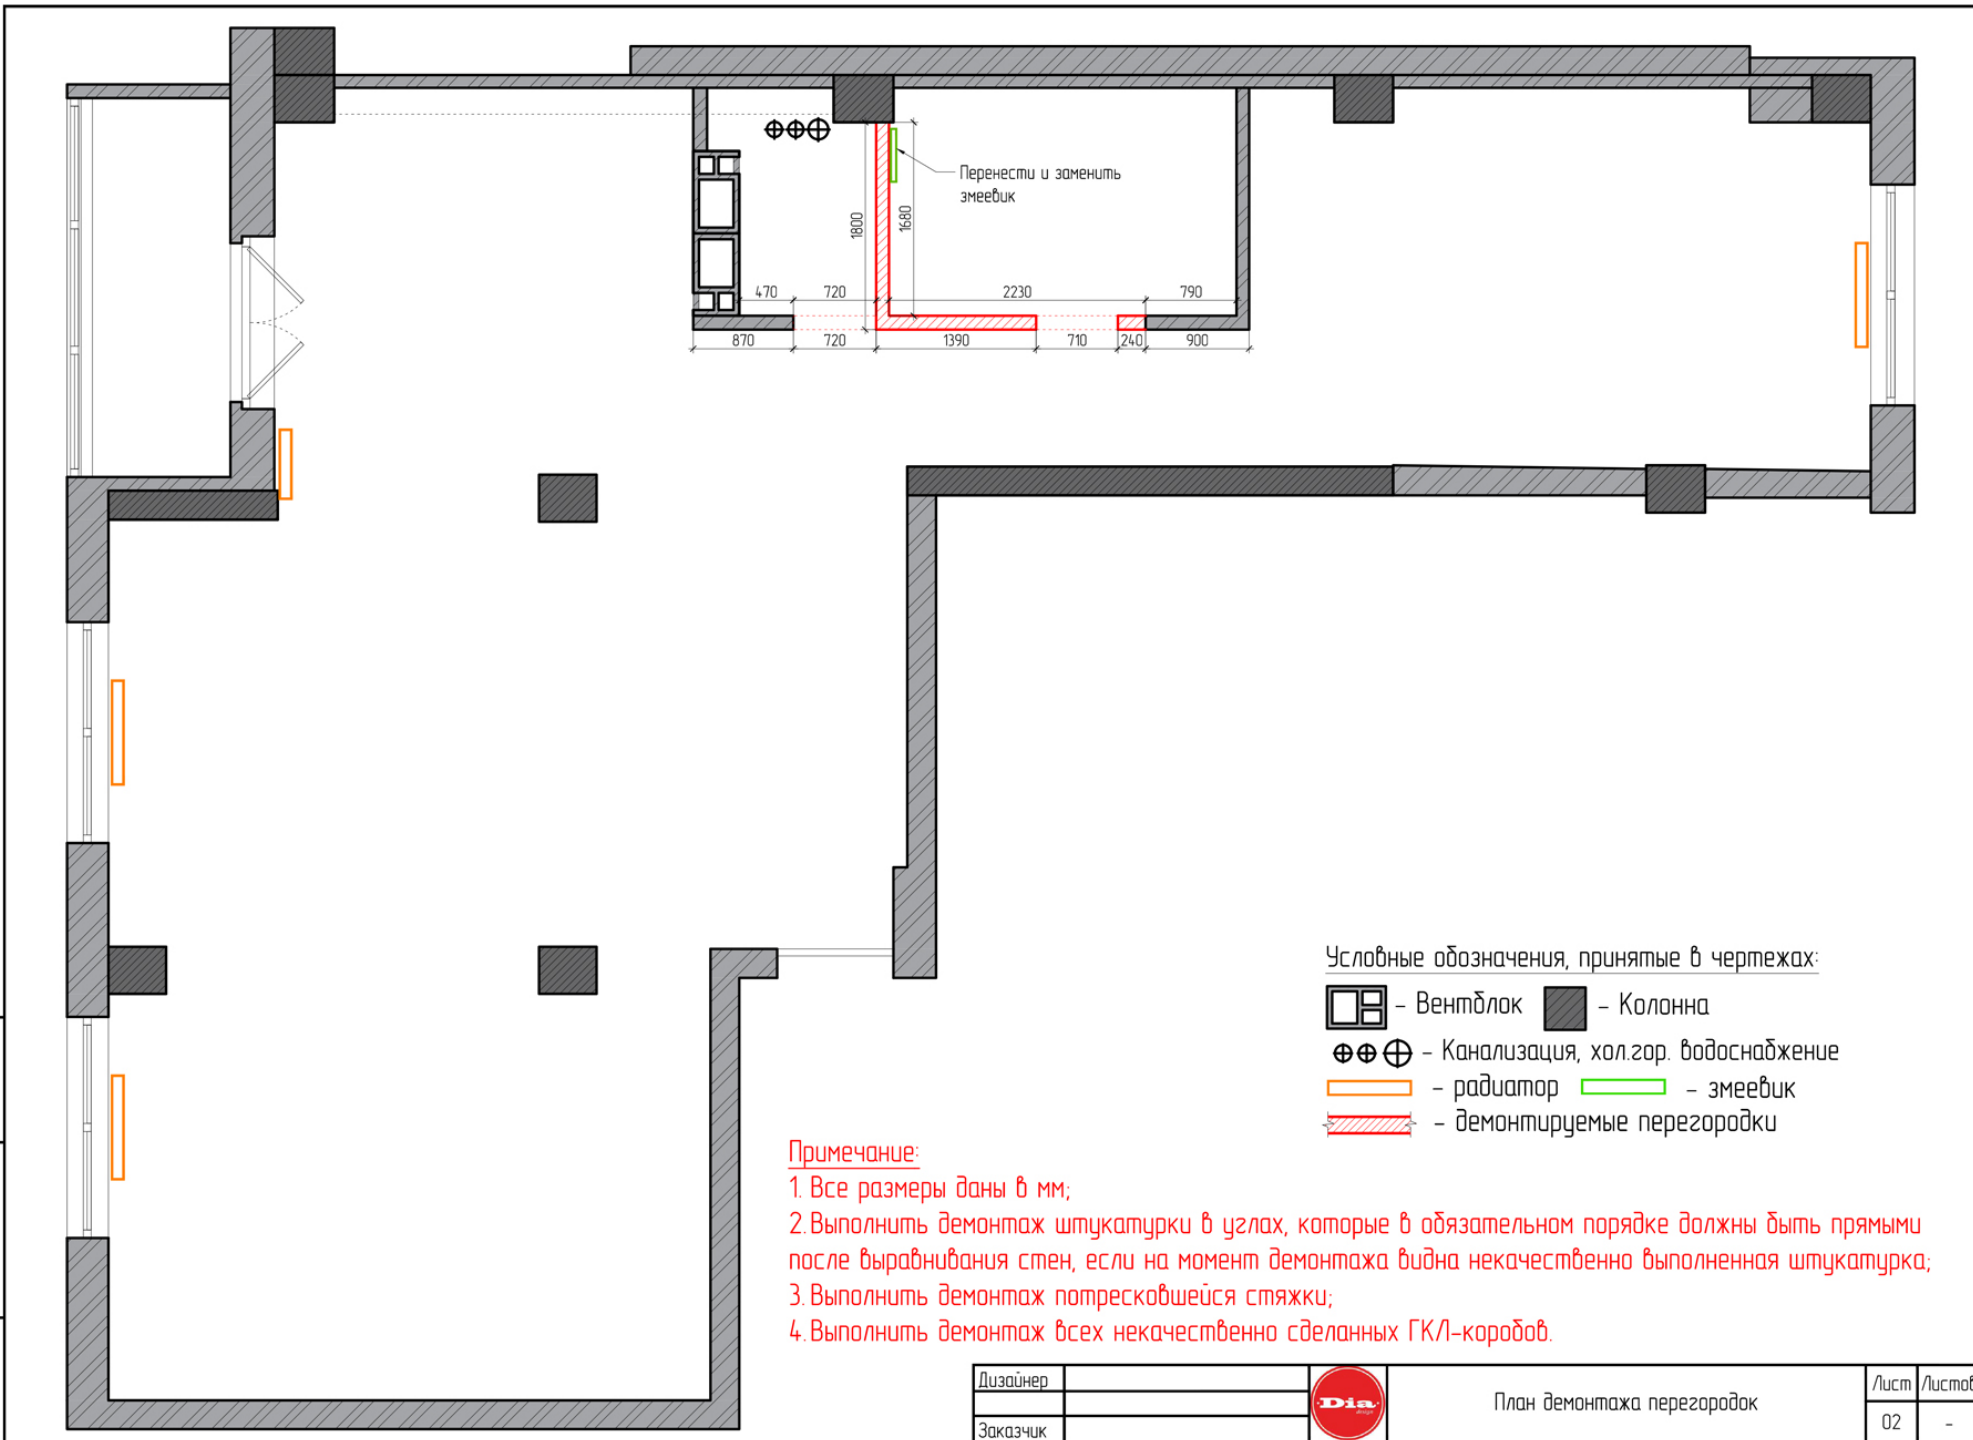 Перенести и заменить
змеевик
1800
1680
470
720
2230
790
870
720
1390
710
240
900
Условные обозначения, принятые в чертежах:
- Вентблок
- Колонна
- Канализация, хол.гор. водоснабжение
- радиатор
- змеевик
- демонтируемые перегородки
Примечание:
1. Все размеры даны в мм;
2. Выполнить демонтаж штукатурки в углах, которые в обязательном порядке должны быть прямыми
после выравнивания стен, если на момент демонтажа видна некачественно выполненная штукатурка;
3. Выполнить демонтаж потресковшейся стяжки;
4. Выполнить демонтаж всех некачественно сделанных ГКЛ-коробов.
Дизайнер
Заказчик
Dia
design
План демонтажа перегородок
Лист
Листов
02
-